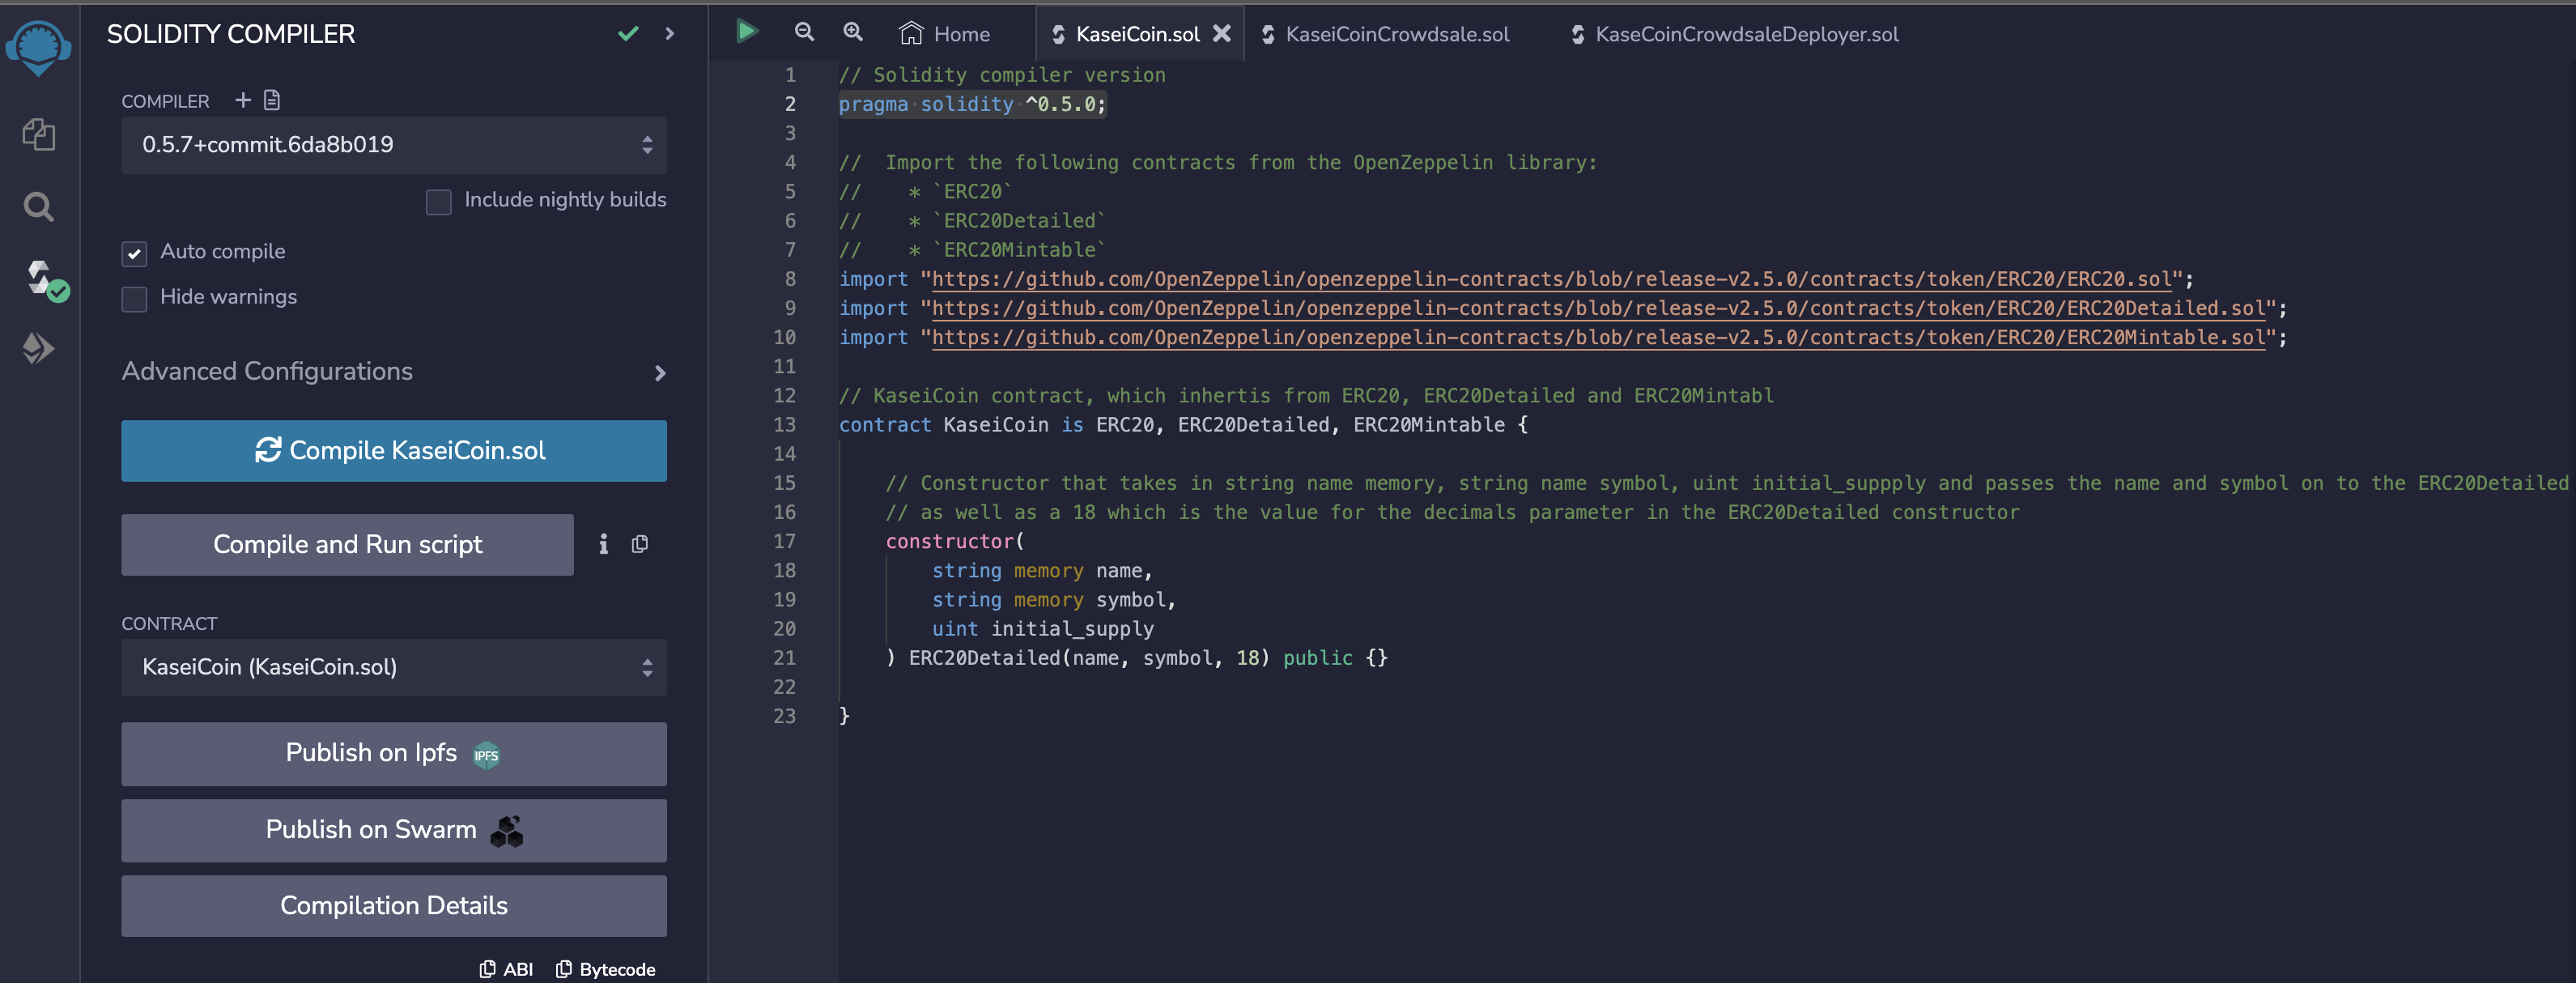 SOLIDITY COMPILER
COMPILER
0.5.7+commit.6da8b019
Include nightly builds
Auto compile
Hide warnings
Advanced Configurations
Compile KaseiCoin.sol
Compile and Run script
CONTRACT
KaseiCoin (KaseiCoin.sol)
Publish on Ipfs
IPFS
Publish on Swarm
Compilation Details
ABI Bytecode
Home KaseiCoin.sol KaseiCoinCrowdsale.sol KaseCoinCrowdsaleDeployer.sol
1 // Solidity compiler version
2 pragma solidity ^0.5.0;
3
4 //  Import the following contracts from the OpenZeppelin library:
5 //    * `ERC20`
6 //    * `ERC20Detailed`
7 //    * `ERC20Mintable`
8 import "https://github.com/OpenZeppelin/openzeppelin-contracts/blob/release-v2.5.0/contracts/token/ERC20/ERC20.sol";
9 import "https://github.com/OpenZeppelin/openzeppelin-contracts/blob/release-v2.5.0/contracts/token/ERC20/ERC20Detailed.sol";
10 import "https://github.com/OpenZeppelin/openzeppelin-contracts/blob/release-v2.5.0/contracts/token/ERC20/ERC20Mintable.sol";
11
12 // KaseiCoin contract, which inhertis from ERC20, ERC20Detailed and ERC20Mintabl
13 contract KaseiCoin is ERC20, ERC20Detailed, ERC20Mintable {
14
15     // Constructor that takes in string name memory, string name symbol, uint initial_suppply and passes the name and symbol on to the ERC20Detailed
16     // as well as a 18 which is the value for the decimals parameter in the ERC20Detailed constructor
17     constructor(
18         string memory name,
19         string memory symbol,
20         uint initial_supply
21     ) ERC20Detailed(name, symbol, 18) public {}
22
23 }